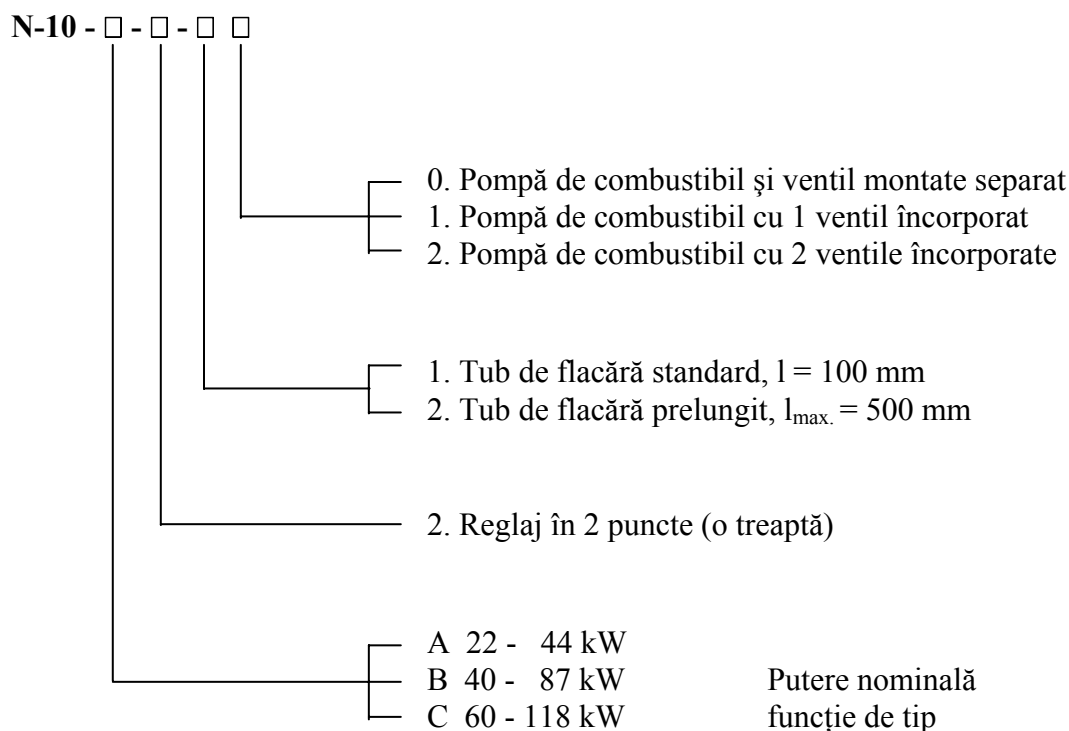 N-10 - □ - □ - □ □
0. Pompă de combustibil şi ventil montate separat
1. Pompă de combustibil cu 1 ventil încorporat
2. Pompă de combustibil cu 2 ventile încorporate
1. Tub de flacără standard, l = 100 mm
2. Tub de flacără prelungit, lmax. = 500 mm
2. Reglaj în 2 puncte (o treaptă)
A 22 - 44 kW
B 40 - 87 kW Putere nominală
C 60 - 118 kW funcţie de tip